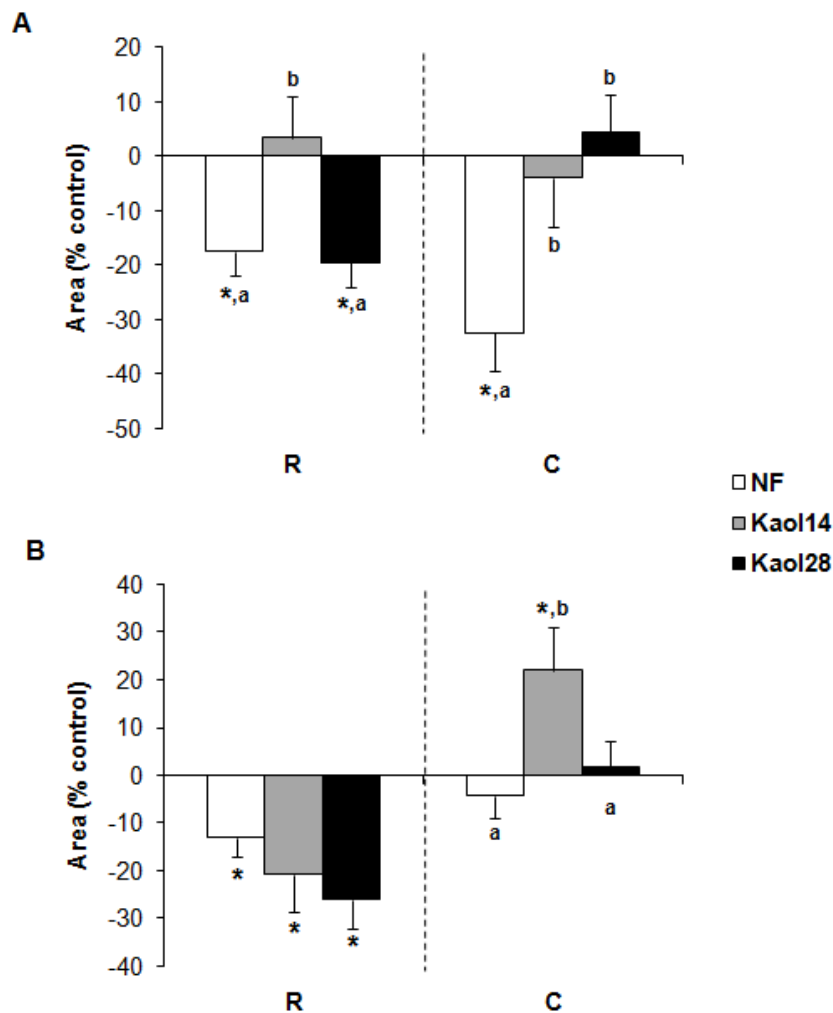 A
20
10
0
-10
-20
-30
-40
-50
Area (% control)
b
*,a
*,a
b
b
*,a
R
C
NF
Kaol14
Kaol28
B
40
30
20
10
0
-10
-20
-30
-40
Area (% control)
*
*
*
*,b
a
a
R
C